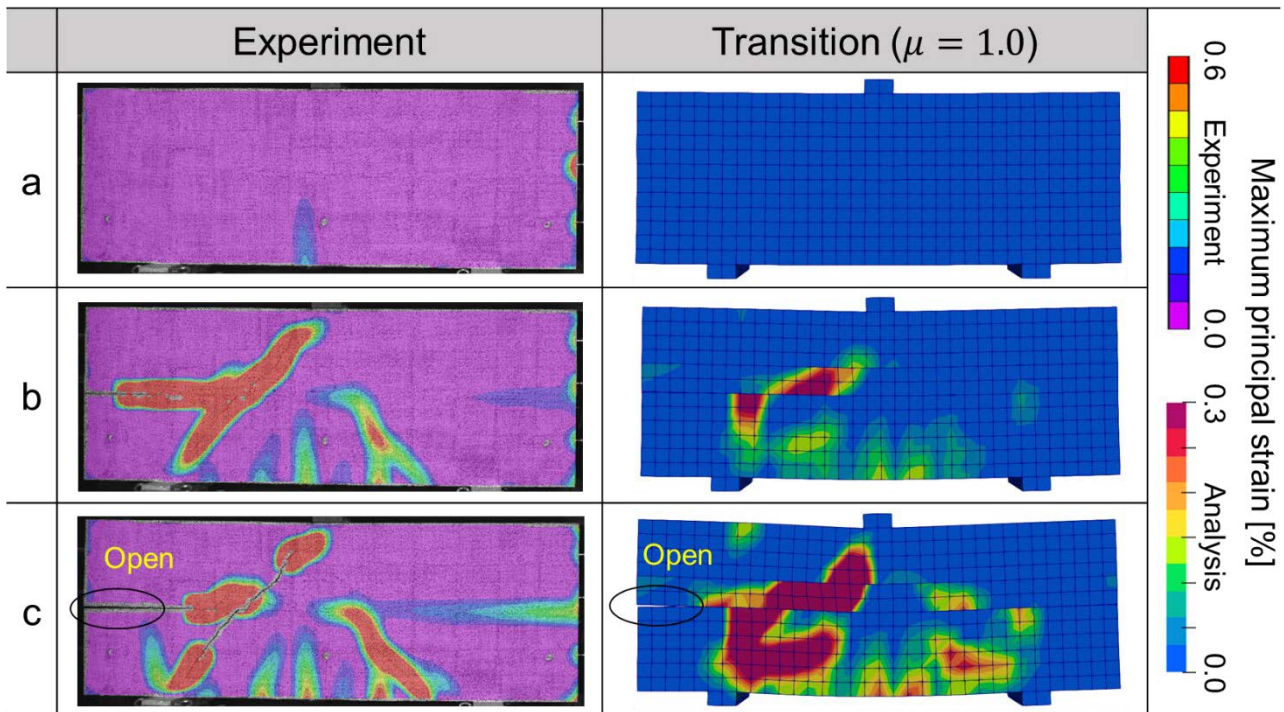 Experiment
Transition (μ = 1.0)
a
b
c
Open
Open
0.6
Experiment
0.0
0.3
Analysis
0.0
Maximum principal strain [%]